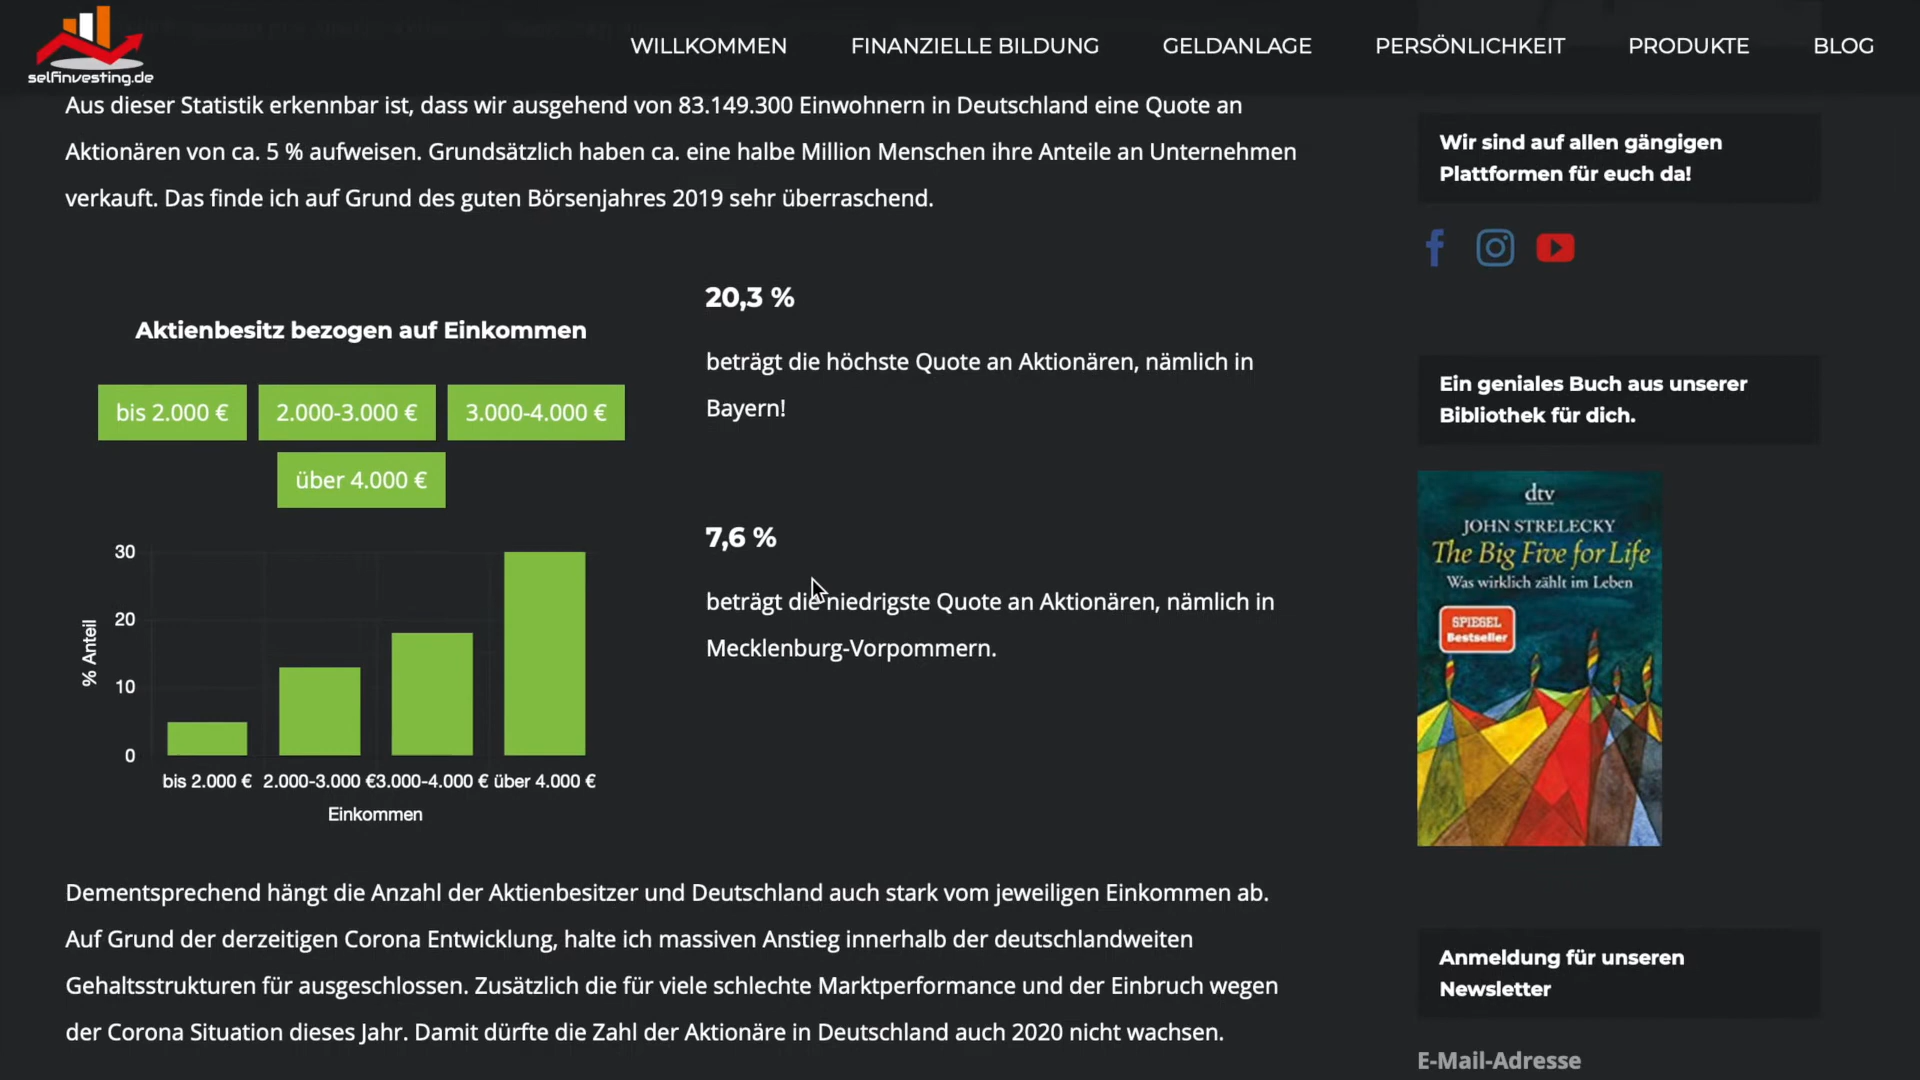 selfinvesting.de
WILLKOMMEN
FINANZIELLE BILDUNG
GELDANLAGE
PERSÖNLICHKEIT
PRODUKTE
BLOG
Aus dieser Statistik erkennbar ist, dass wir ausgehend von 83.149.300 Einwohnern in Deutschland eine Quote an
Aktionären von ca. 5 % aufweisen. Grundsätzlich haben ca. eine halbe Million Menschen ihre Anteile an Unternehmen
verkauft. Das finde ich auf Grund des guten Börsenjahres 2019 sehr überraschend.
Aktienbesitz bezogen auf Einkommen
bis 2.000 €
2.000-3.000 €
3.000-4.000 €
über 4.000 €
30
20
10
0
% Anteil
bis 2.000 €
2.000-3.000 €
3.000-4.000 €
über 4.000 €
Einkommen
20,3 %
beträgt die höchste Quote an Aktionären, nämlich in
Bayern!
7,6 %
beträgt die niedrigste Quote an Aktionären, nämlich in
Mecklenburg-Vorpommern.
Dementsprechend hängt die Anzahl der Aktienbesitzer und Deutschland auch stark vom jeweiligen Einkommen ab.
Auf Grund der derzeitigen Corona Entwicklung, halte ich massiven Anstieg innerhalb der deutschlandweiten
Gehaltsstrukturen für ausgeschlossen. Zusätzlich die für viele schlechte Marktperformance und der Einbruch wegen
der Corona Situation dieses Jahr. Damit dürfte die Zahl der Aktionäre in Deutschland auch 2020 nicht wachsen.
Wir sind auf allen gängigen
Plattformen für euch da!
Ein geniales Buch aus unserer
Bibliothek für dich.
dtv
JOHN STRELECKY
The Big Five for Life
Was wirklich zählt im Leben
SPIEGEL
Bestseller
Anmeldung für unseren
Newsletter
E-Mail-Adresse